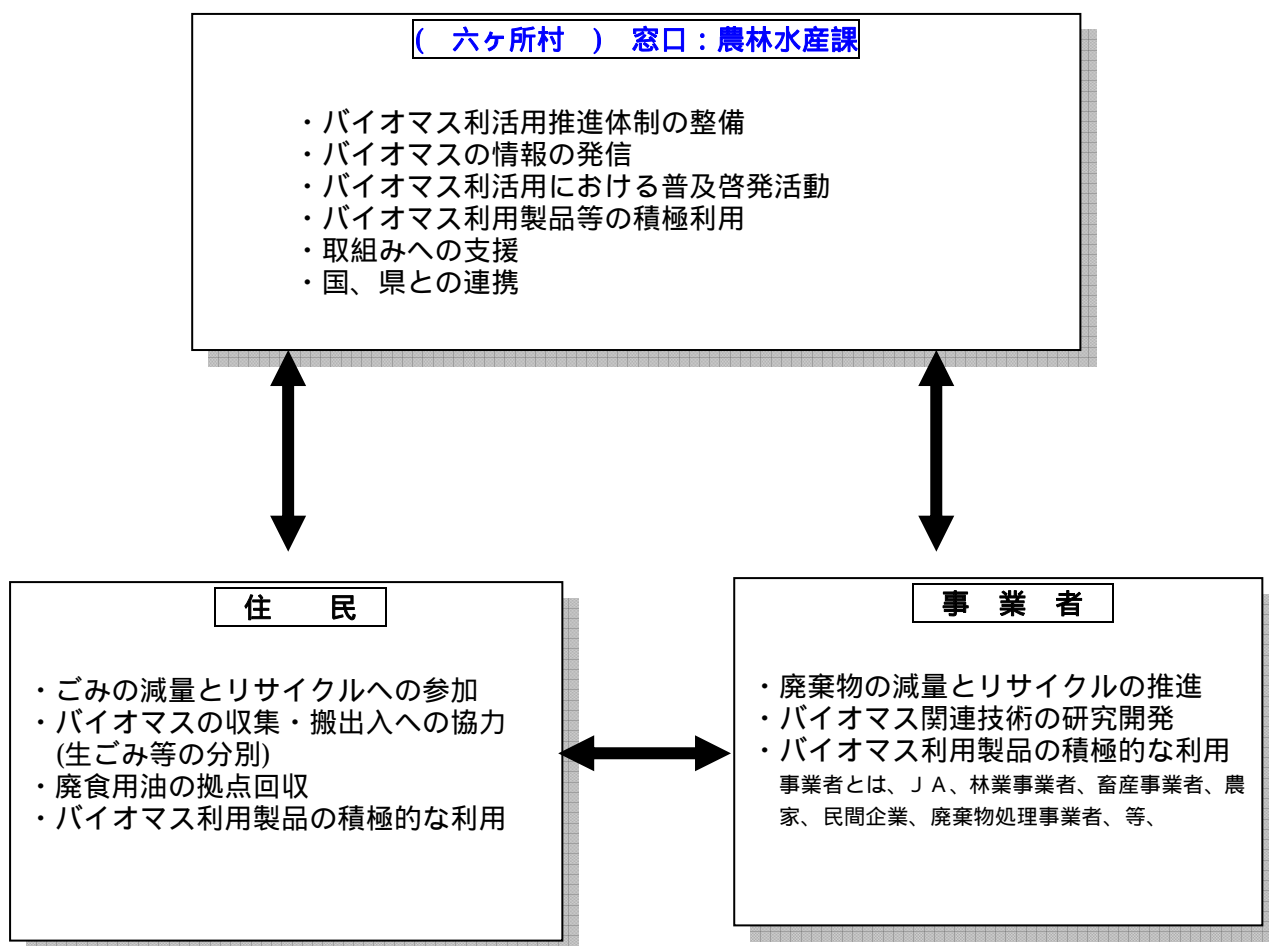 (　六ヶ所村　)　窓口：農林水産課
・バイオマス利活用推進体制の整備
・バイオマスの情報の発信
・バイオマス利活用における普及啓発活動
・バイオマス利用製品等の積極利用
・取組みへの支援
・国、県との連携
住　　民
・ごみの減量とリサイクルへの参加
・バイオマスの収集・搬出入への協力
(生ごみ等の分別)
・廃食用油の拠点回収
・バイオマス利用製品の積極的な利用
事　業　者
・廃棄物の減量とリサイクルの推進
・バイオマス関連技術の研究開発
・バイオマス利用製品の積極的な利用
事業者とは、ＪＡ、林業事業者、畜産事業者、農
家、民間企業、廃棄物処理事業者、等、